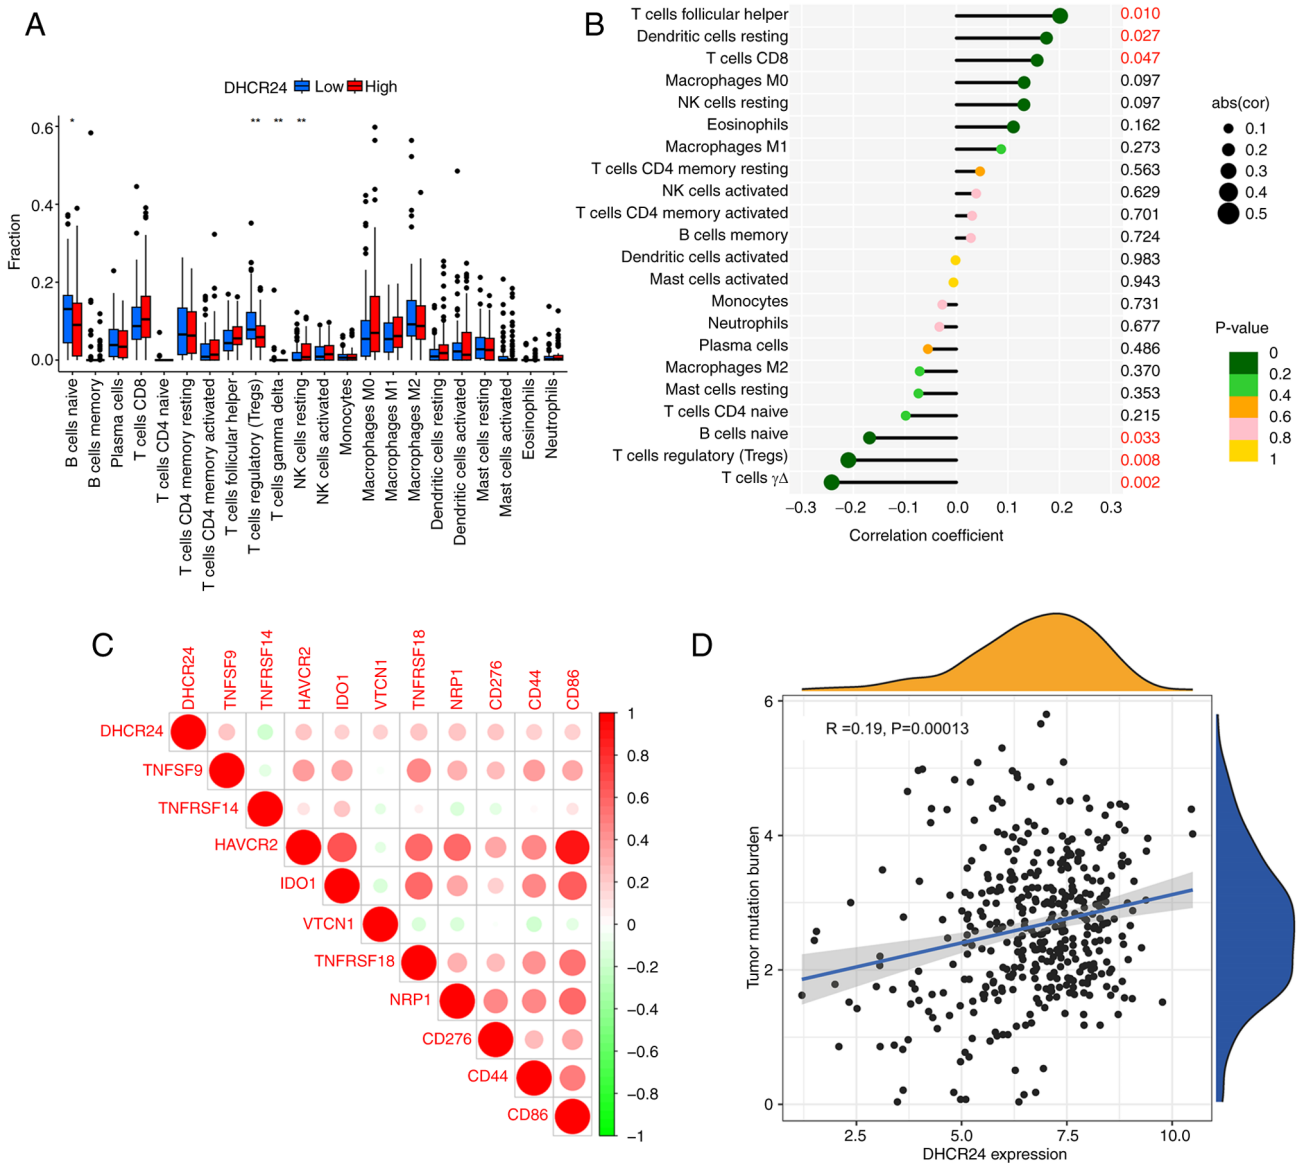 A
DHCR24 Low High
* ** ** **
Fraction
0.6
0.4
0.2
0.0
B cells naive
B cells memory
Plasma cells
T cells CD8
T cells CD4 naive
T cells CD4 memory resting
T cells CD4 memory activated
T cells follicular helper
T cells regulatory (Tregs)
T cells gamma delta
NK cells resting
NK cells activated
Monocytes
Macrophages M0
Macrophages M1
Macrophages M2
Dendritic cells resting
Dendritic cells activated
Mast cells resting
Mast cells activated
Eosinophils
Neutrophils
B
T cells follicular helper 0.010
Dendritic cells resting 0.027
T cells CD8 0.047
Macrophages M0 0.097
NK cells resting 0.097
Eosinophils 0.162
Macrophages M1 0.273
T cells CD4 memory resting 0.563
NK cells activated 0.629
T cells CD4 memory activated 0.701
B cells memory 0.724
Dendritic cells activated 0.983
Mast cells activated 0.943
Monocytes 0.731
Neutrophils 0.677
Plasma cells 0.486
Macrophages M2 0.370
Mast cells resting 0.353
T cells CD4 naive 0.215
B cells naive 0.033
T cells regulatory (Tregs) 0.008
T cells γΔ 0.002
−0.3 −0.2 −0.1 0.0 0.1 0.2 0.3
Correlation coefficient
abs(cor)
0.1
0.2
0.3
0.4
0.5
P-value
0
0.2
0.4
0.6
0.8
1
C
DHCR24
TNFSF9
TNFRSF14
HAVCR2
IDO1
VTCN1
TNFRSF18
NRP1
CD276
CD44
CD86
DHCR24
TNFSF9
TNFRSF14
HAVCR2
IDO1
VTCN1
TNFRSF18
NRP1
CD276
CD44
CD86
1
0.8
0.6
0.4
0.2
0
−0.2
−0.4
−0.6
−0.8
−1
D
R =0.19, P=0.00013
Tumor mutation burden
6
4
2
0
2.5 5.0 7.5 10.0
DHCR24 expression